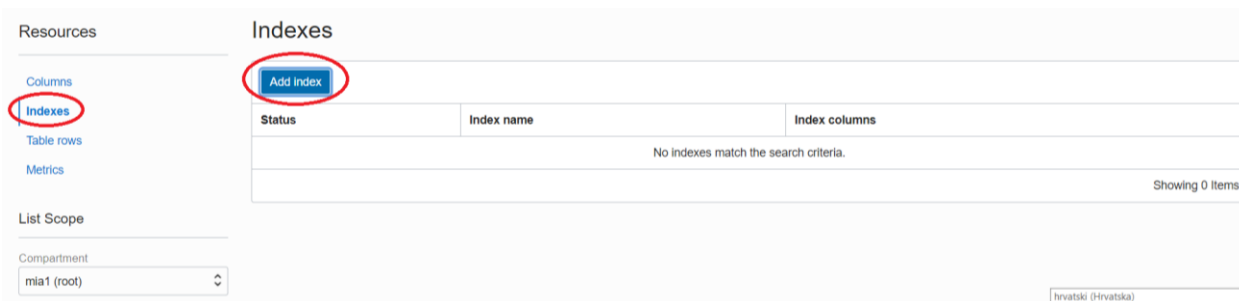 Resources
Columns
Indexes
Table rows
Metrics
List Scope
Compartment
mia1 (root)
Indexes
Add index
Status Index name Index columns
No indexes match the search criteria.
Showing 0 Items
hrvatski (Hrvatska)